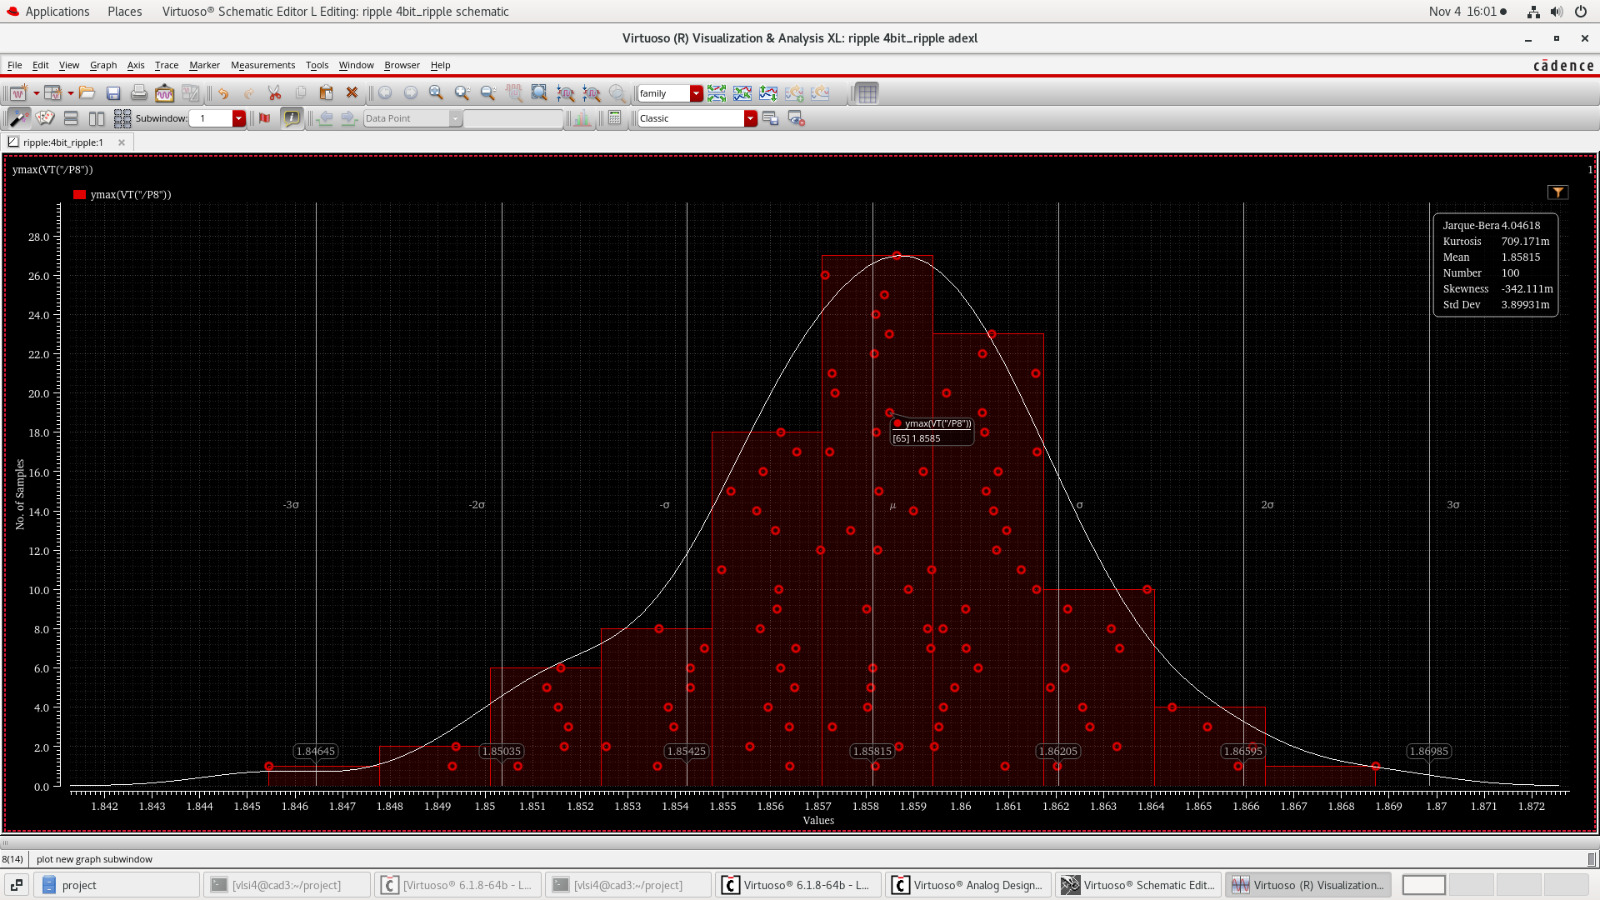 Applications Places Virtuoso® Schematic Editor L Editing: ripple 4bit_ripple schematic Nov 4 16:01
Virtuoso (R) Visualization & Analysis XL: ripple 4bit_ripple adexl
File Edit View Graph Axis Trace Marker Measurements Tools Window Browser Help cādence
family
Subwindow: 1 Data Point Classic
ripple:4bit_ripple:1
ymax(VT("/P8")) 1
ymax(VT("/P8"))
Jarque-Bera 4.04618
Kurtosis 709.171m
Mean 1.85815
Number 100
Skewness -342.111m
Std Dev 3.89931m
28.0
26.0
24.0
22.0
20.0
18.0
16.0
14.0
12.0
10.0
8.0
6.0
4.0
2.0
0.0
No. of Samples
ymax(VT("/P8"))
[65] 1.8585
-3σ -2σ -σ μ σ 2σ 3σ
1.84645 1.85035 1.85425 1.85815 1.86205 1.86595 1.86985
1.842 1.843 1.844 1.845 1.846 1.847 1.848 1.849 1.85 1.851 1.852 1.853 1.854 1.855 1.856 1.857 1.858 1.859 1.86 1.861 1.862 1.863 1.864 1.865 1.866 1.867 1.868 1.869 1.87 1.871 1.872
Values
8(14) plot new graph subwindow
project [vlsi4@cad3:~/project] [Virtuoso® 6.1.8-64b - L... [vlsi4@cad3:~/project] Virtuoso® 6.1.8-64b - L... Virtuoso® Analog Design... Virtuoso® Schematic Edit... Virtuoso (R) Visualization...